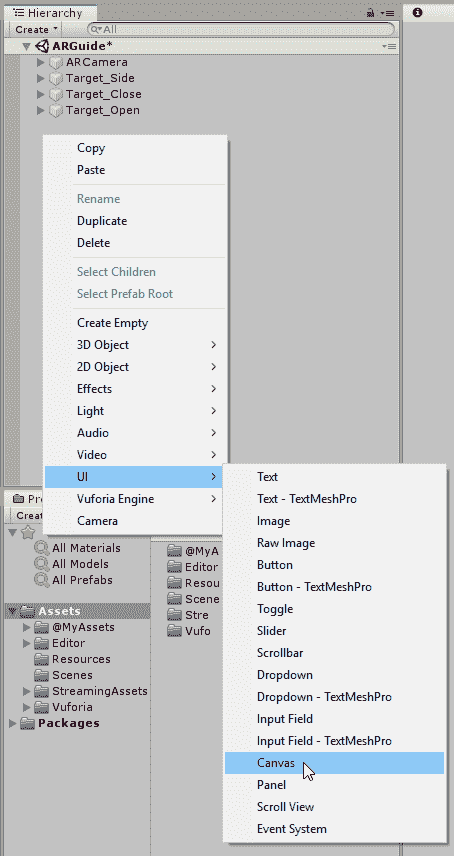 Hierarchy
Create
All
ARGuide*
ARCamera
Target_Side
Target_Close
Target_Open
Copy
Paste
Rename
Duplicate
Delete
Select Children
Select Prefab Root
Create Empty
3D Object
2D Object
Effects
Light
Audio
Video
UI
Vuforia Engine
Camera
Text
Text - TextMeshPro
Image
Raw Image
Button
Button - TextMeshPro
Toggle
Slider
Scrollbar
Dropdown
Dropdown - TextMeshPro
Input Field
Input Field - TextMeshPro
Canvas
Panel
Scroll View
Event System
Pr
Creat
All Materials
All Models
All Prefabs
Assets
@MyAssets
Editor
Resources
Scenes
StreamingAssets
Vuforia
Packages
@MyA
Editor
Resou
Scene
Stre
Vufo